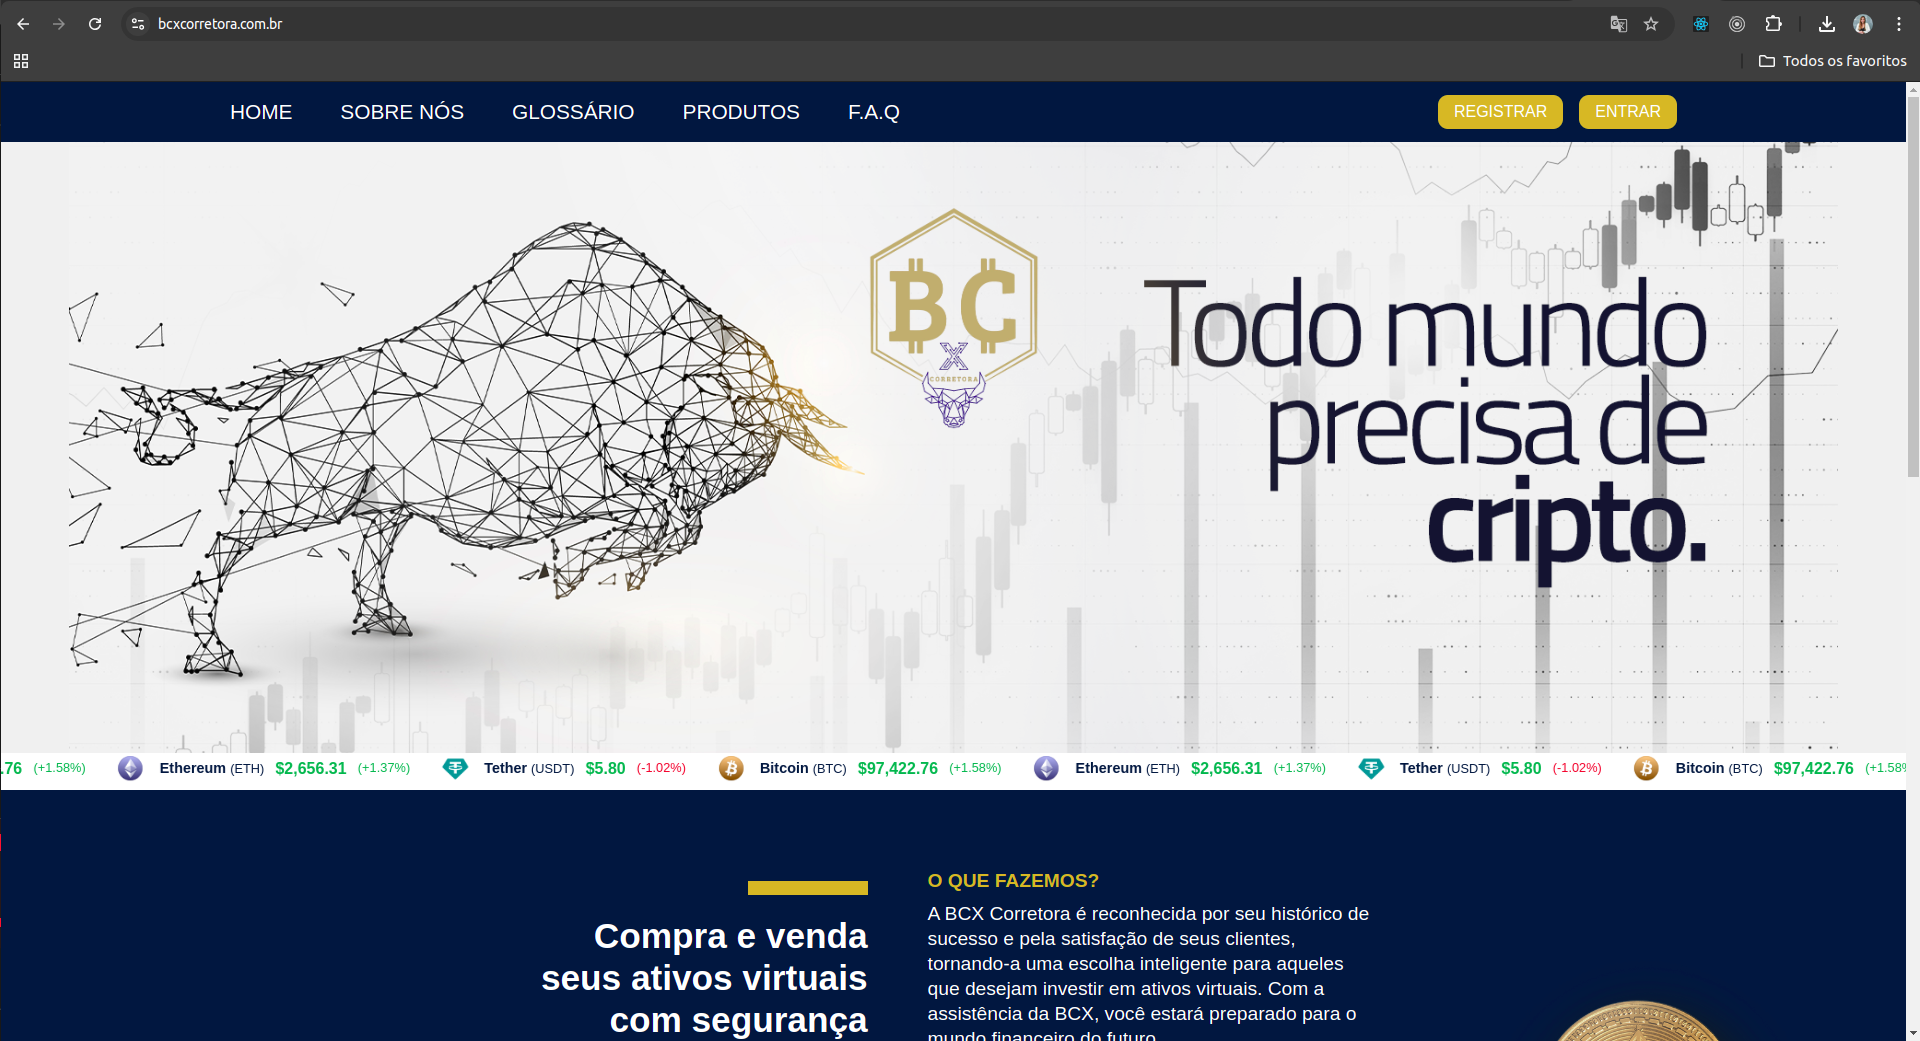 bcxcorretora.com.br
Todos os favoritos
HOME SOBRE NÓS GLOSSÁRIO PRODUTOS F.A.Q REGISTRAR ENTRAR
BC
X
CORRETORA
Todo mundo
precisa de
cripto.
.76 (+1.58%) Ethereum (ETH) $2,656.31 (+1.37%) Tether (USDT) $5.80 (-1.02%) Bitcoin (BTC) $97,422.76 (+1.58%) Ethereum (ETH) $2,656.31 (+1.37%) Tether (USDT) $5.80 (-1.02%) Bitcoin (BTC) $97,422.76 (+1.58%
Compra e venda
seus ativos virtuais
com segurança
O QUE FAZEMOS?
A BCX Corretora é reconhecida por seu histórico de
sucesso e pela satisfação de seus clientes,
tornando-a uma escolha inteligente para aqueles
que desejam investir em ativos virtuais. Com a
assistência da BCX, você estará preparado para o
mundo financeiro do futuro